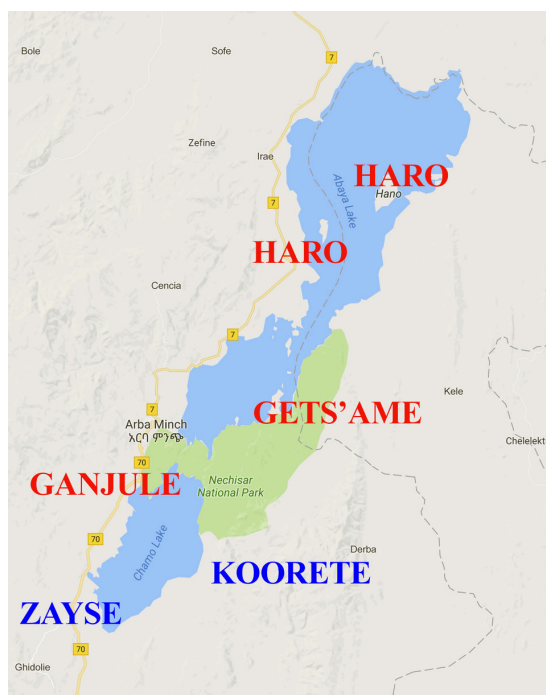 Bole
Sofe
7
Zefine
Irae
HARO
Hano
Abaya Lake
7
HARO
Cencia
7
Kele
7
GETS'AME
Arba Minch
አርባ ምንጭ
Chelelekt
70
GANJULE
Nechisar
National Park
70
Chamo Lake
Derba
KOORETE
ZAYSE
70
Ghidolie